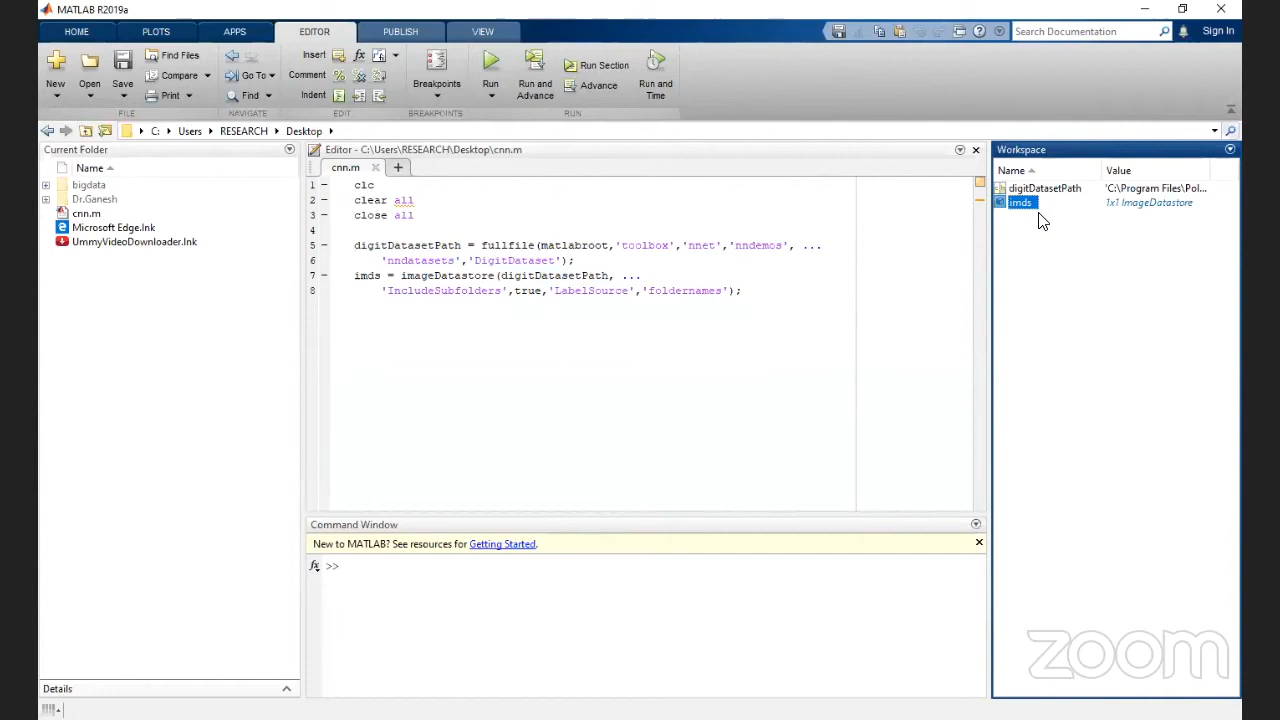 MATLAB R2019a
HOME PLOTS APPS EDITOR PUBLISH VIEW Search Documentation Sign In
New Open Save Find Files Compare Print
Go To Find
Insert Comment Indent fx
Breakpoints
Run Run and Advance Run Section Advance Run and Time
FILE NAVIGATE EDIT BREAKPOINTS RUN
C: Users RESEARCH Desktop
Current Folder
Name
bigdata
Dr.Ganesh
cnn.m
Microsoft Edge.lnk
UmmyVideoDownloader.lnk
Details
Editor - C:\Users\RESEARCH\Desktop\cnn.m
cnn.m
1 clc
2 clear all
3 close all
4
5 digitDatasetPath = fullfile(matlabroot,'toolbox','nnet','nndemos', ...
6 'nndatasets','DigitDataset');
7 imds = imageDatastore(digitDatasetPath, ...
8 'IncludeSubfolders',true,'LabelSource','foldernames');
Command Window
New to MATLAB? See resources for Getting Started.
fx >>
Workspace
Name Value
digitDatasetPath 'C:\Program Files\Pol...
imds 1x1 ImageDatastore
zoom